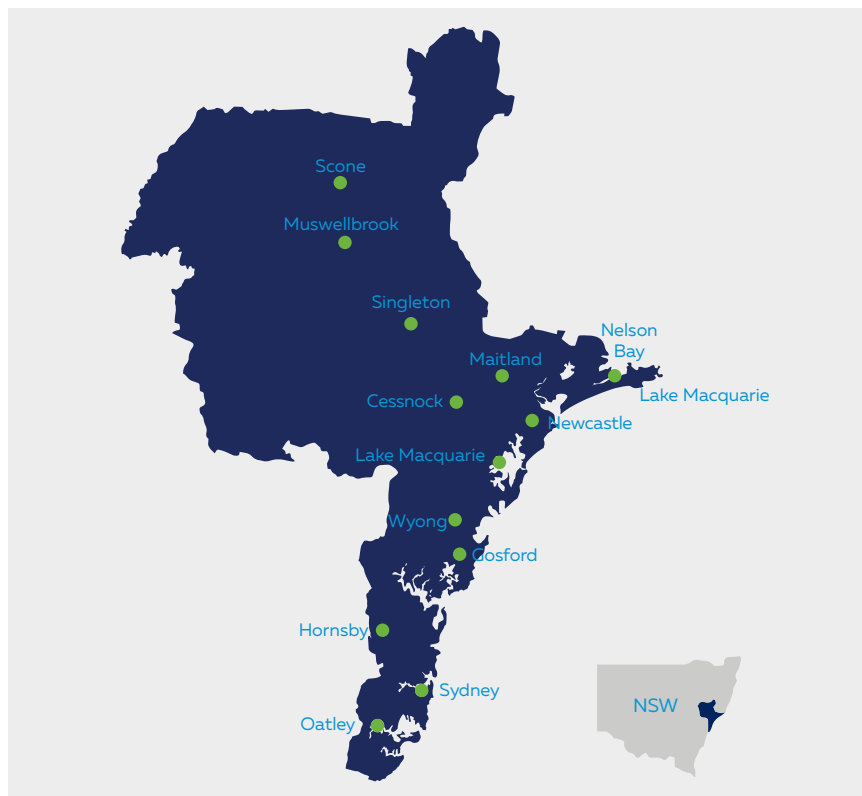 Scone
Muswellbrook
Singleton
Nelson
Bay
Maitland
Lake Macquarie
Cessnock
Newcastle
Lake Macquarie
Wyong
Gosford
Hornsby
Sydney
NSW
Oatley